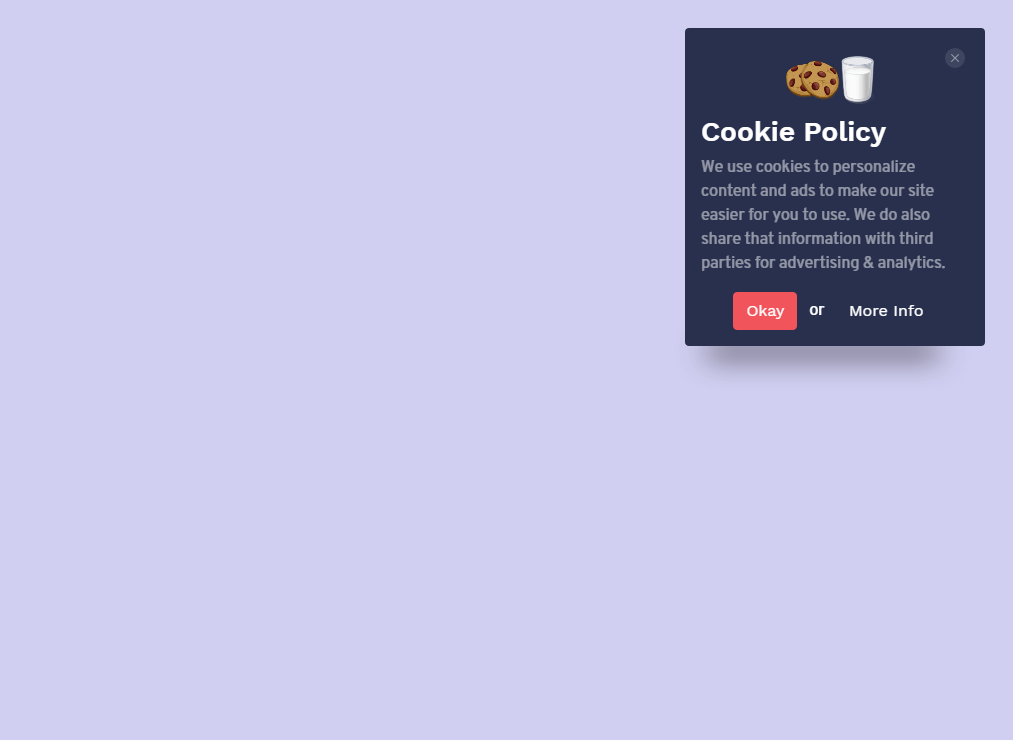 Cookie Policy
We use cookies to personalize
content and ads to make our site
easier for you to use. We do also
share that information with third
parties for advertising & analytics.
Okay or More Info